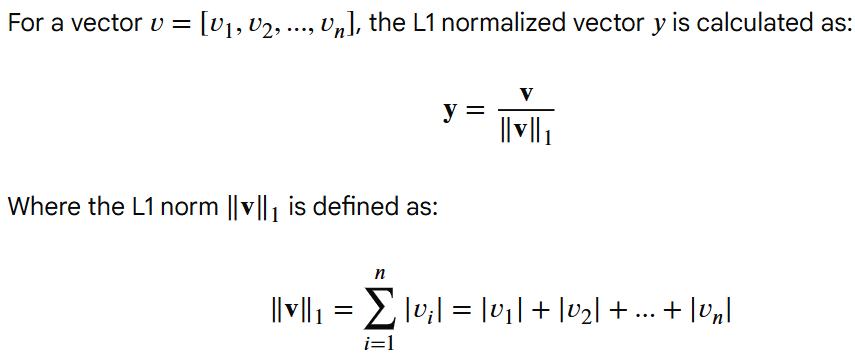 For a vector v = [v₁, v₂, ..., vₙ], the L1 normalized vector y is calculated as:
y = v / ‖v‖₁
Where the L1 norm ‖v‖₁ is defined as:
‖v‖₁ = ∑ᵢ₌₁ⁿ |vᵢ| = |v₁| + |v₂| + ... + |vₙ|